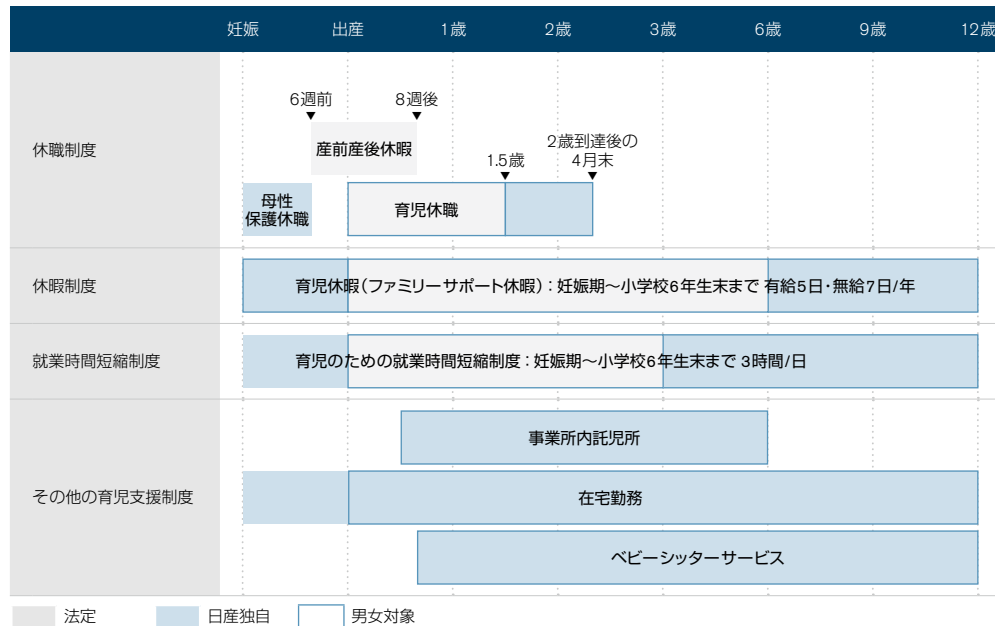 妊娠 出産 1歳 2歳 3歳 6歳 9歳 12歳
休職制度
6週前 8週後
産前産後休暇
1.5歳
2歳到達後の
4月末
母性
保護休職
育児休職
休暇制度
育児休暇（ファミリーサポート休暇）：妊娠期～小学校6年生末まで 有給5日・無給7日/年
就業時間短縮制度
育児のための就業時間短縮制度：妊娠期～小学校6年生末まで 3時間/日
その他の育児支援制度
事業所内託児所
在宅勤務
ベビーシッターサービス
法定 日産独自 男女対象